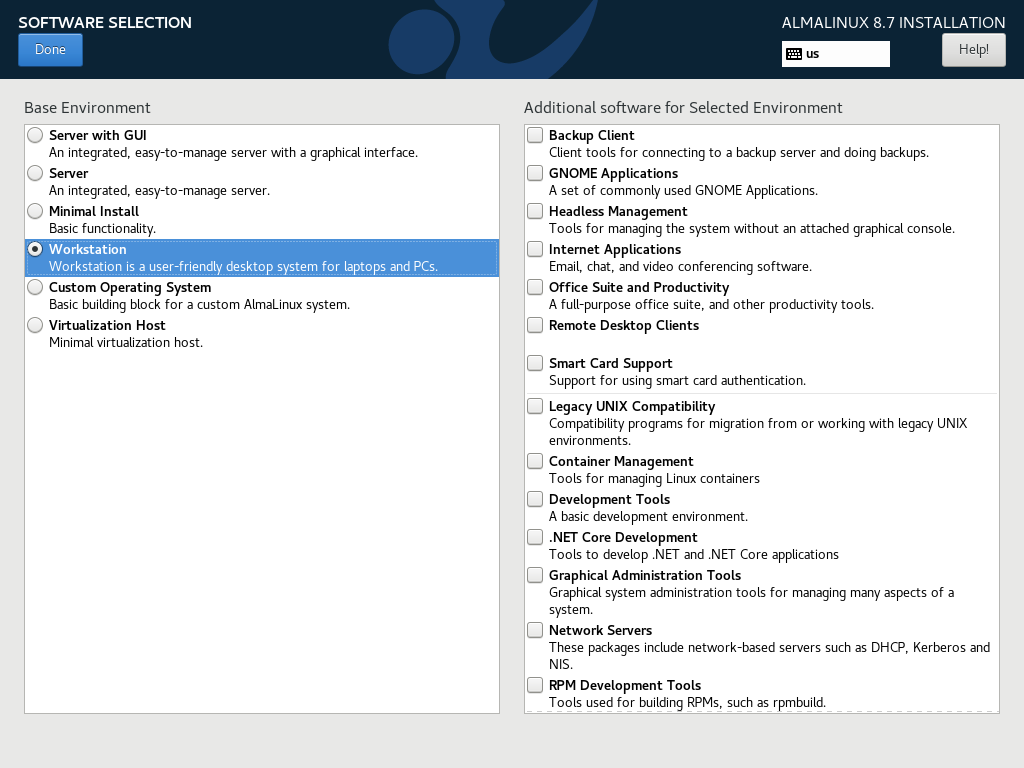 SOFTWARE SELECTION
Done
ALMALINUX 8.7 INSTALLATION
us
Help!
Base Environment
Server with GUI
An integrated, easy-to-manage server with a graphical interface.
Server
An integrated, easy-to-manage server.
Minimal Install
Basic functionality.
Workstation
Workstation is a user-friendly desktop system for laptops and PCs.
Custom Operating System
Basic building block for a custom AlmaLinux system.
Virtualization Host
Minimal virtualization host.
Additional software for Selected Environment
Backup Client
Client tools for connecting to a backup server and doing backups.
GNOME Applications
A set of commonly used GNOME Applications.
Headless Management
Tools for managing the system without an attached graphical console.
Internet Applications
Email, chat, and video conferencing software.
Office Suite and Productivity
A full-purpose office suite, and other productivity tools.
Remote Desktop Clients
Smart Card Support
Support for using smart card authentication.
Legacy UNIX Compatibility
Compatibility programs for migration from or working with legacy UNIX
environments.
Container Management
Tools for managing Linux containers
Development Tools
A basic development environment.
.NET Core Development
Tools to develop .NET and .NET Core applications
Graphical Administration Tools
Graphical system administration tools for managing many aspects of a
system.
Network Servers
These packages include network-based servers such as DHCP, Kerberos and
NIS.
RPM Development Tools
Tools used for building RPMs, such as rpmbuild.